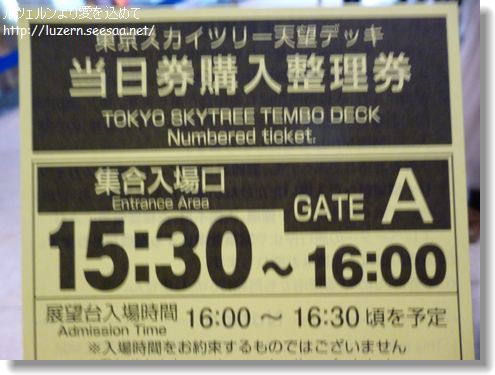 ルツェルンより愛を込めて
http://luzern.seesaa.net/
東京スカイツリー天望デッキ
当日券購入整理券
TOKYO SKYTREE TEMBO DECK
Numbered ticket.
集合入場口
Entrance Area
GATE A
15:30～16:00
展望台入場時間 16:00 ～ 16:30 頃を予定
Admission Time
※入場時間をお約束するものではございません